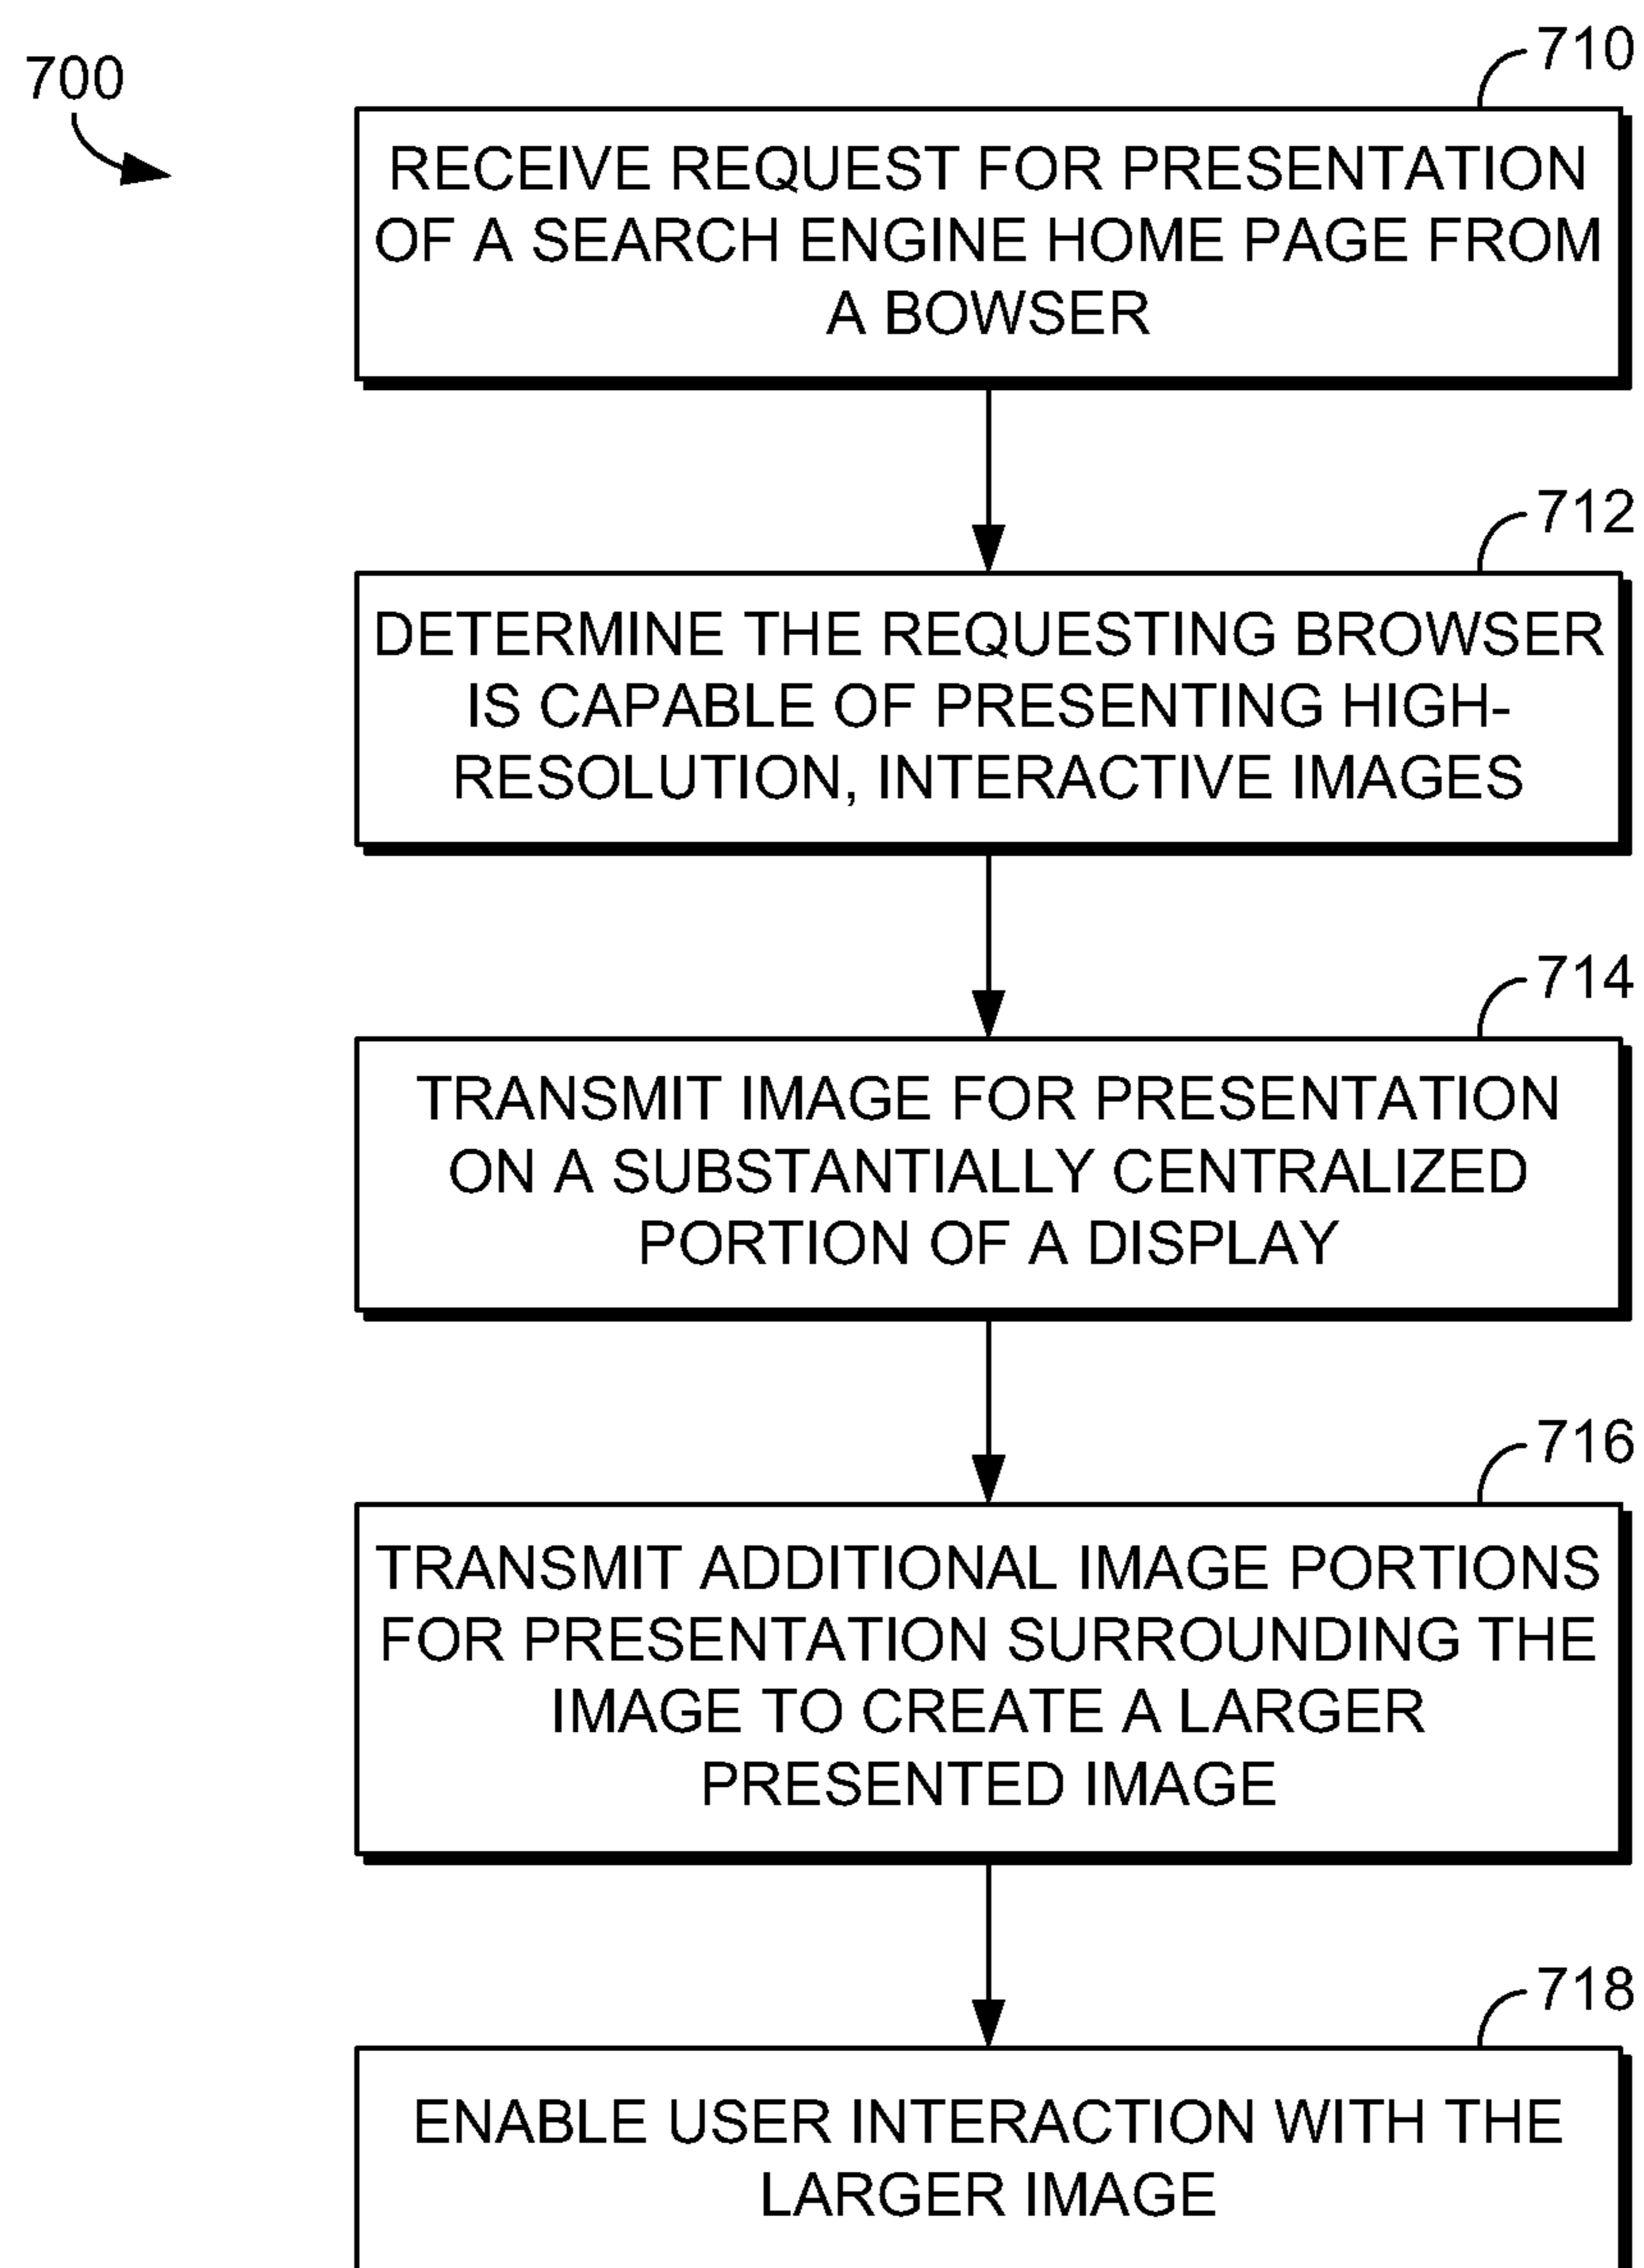 700
710
RECEIVE REQUEST FOR PRESENTATION
OF A SEARCH ENGINE HOME PAGE FROM
A BOWSER
712
DETERMINE THE REQUESTING BROWSER
IS CAPABLE OF PRESENTING HIGH-
RESOLUTION, INTERACTIVE IMAGES
714
TRANSMIT IMAGE FOR PRESENTATION
ON A SUBSTANTIALLY CENTRALIZED
PORTION OF A DISPLAY
716
TRANSMIT ADDITIONAL IMAGE PORTIONS
FOR PRESENTATION SURROUNDING THE
IMAGE TO CREATE A LARGER
PRESENTED IMAGE
718
ENABLE USER INTERACTION WITH THE
LARGER IMAGE